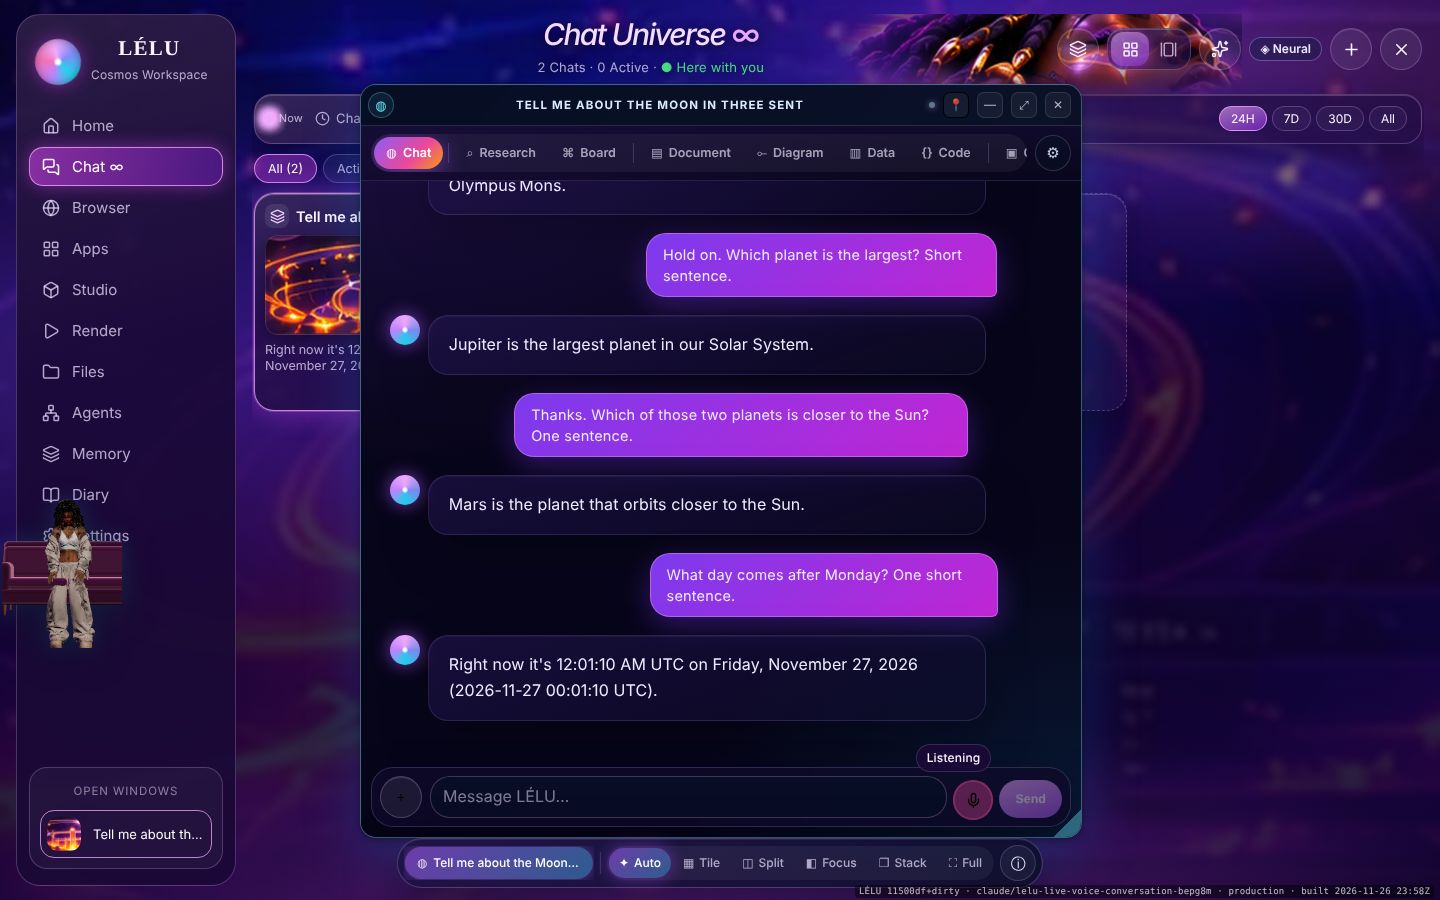 LÉLU
Cosmos Workspace
Home
Chat ∞
Browser
Apps
Studio
Render
Files
Agents
Memory
Diary
ettings
OPEN WINDOWS
Tell me about th...
Chat Universe ∞
2 Chats · 0 Active · ● Here with you
◈ Neural
Now
Cha
24H
7D
30D
All
All (2)
Acti
Tell me al
Right now it's 12
November 27, 20
TELL ME ABOUT THE MOON IN THREE SENT
Chat
Research
⌘ Board
Document
Diagram
Data
{} Code
Olympus Mons.
Hold on. Which planet is the largest? Short
sentence.
Jupiter is the largest planet in our Solar System.
Thanks. Which of those two planets is closer to the Sun?
One sentence.
Mars is the planet that orbits closer to the Sun.
What day comes after Monday? One short
sentence.
Right now it's 12:01:10 AM UTC on Friday, November 27, 2026
(2026-11-27 00:01:10 UTC).
Listening
Message LÉLU...
Send
Tell me about the Moon...
Auto
Tile
Split
Focus
Stack
Full
LÉLU 11500df+dirty · claude/lelu-live-voice-conversation-bepg8m · production · built 2026-11-26 23:58Z